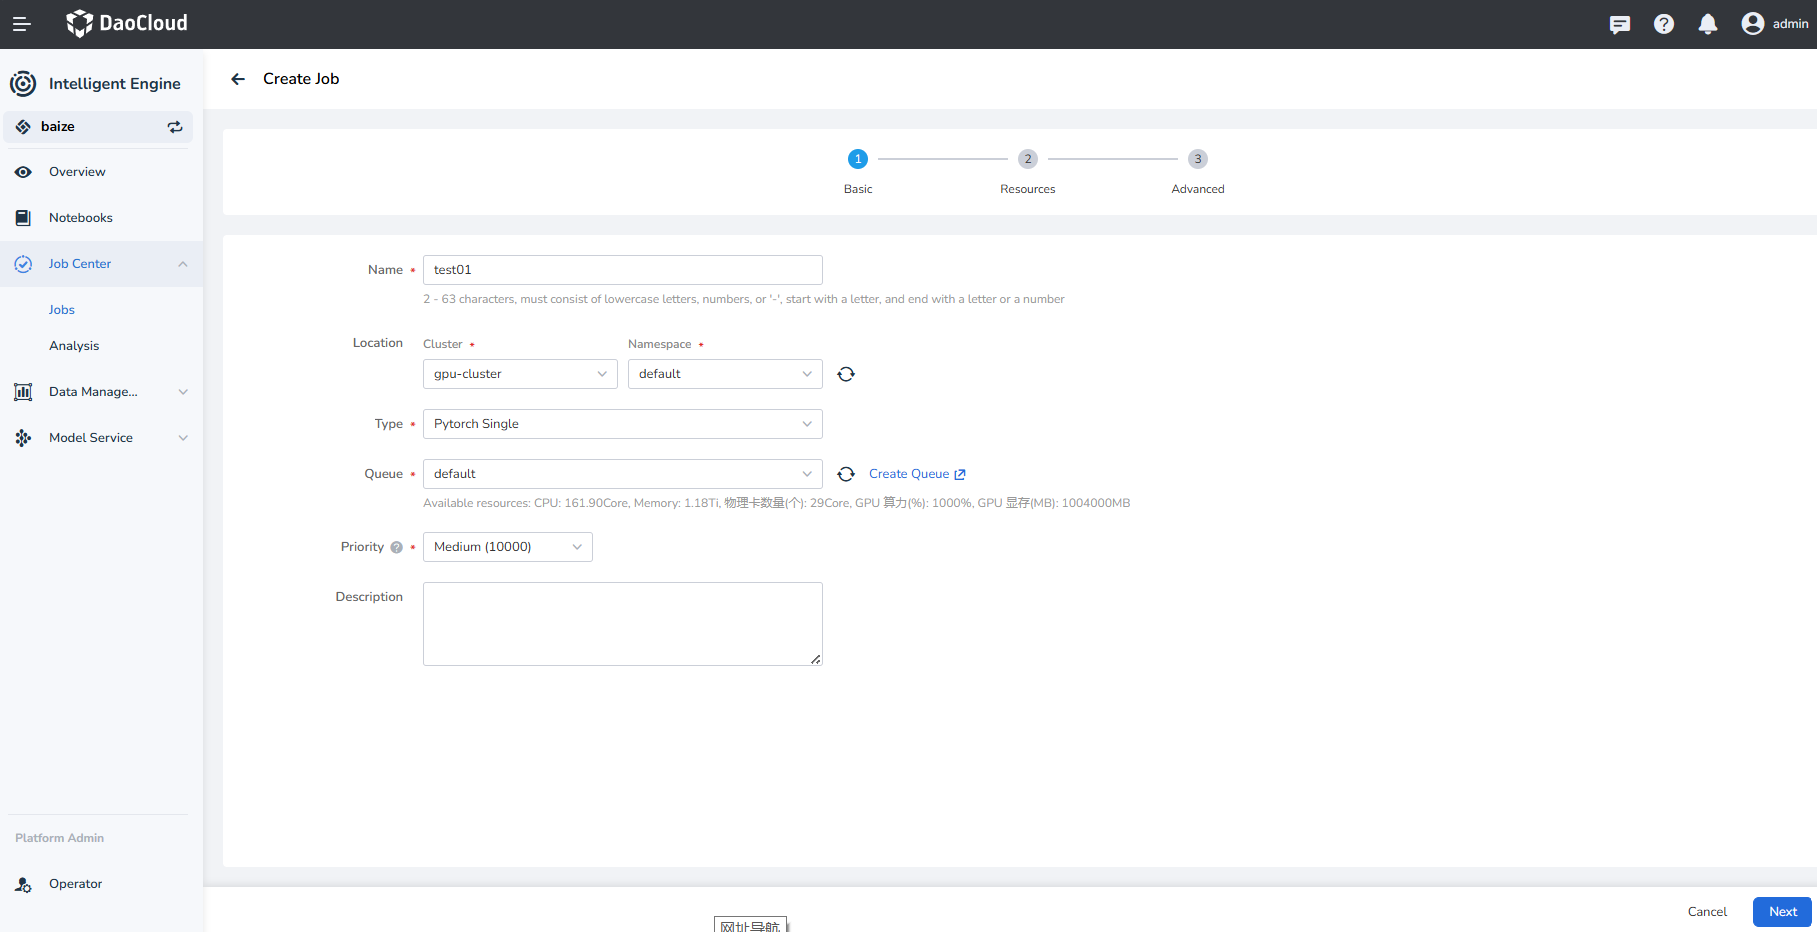 DaoCloud
admin
Intelligent Engine
baize
Overview
Notebooks
Job Center
Jobs
Analysis
Data Manage...
Model Service
Platform Admin
Operator
Create Job
1
2
3
Basic
Resources
Advanced
Name *
test01
2 - 63 characters, must consist of lowercase letters, numbers, or '-', start with a letter, and end with a letter or a number
Location
Cluster *
Namespace *
gpu-cluster
default
Type *
Pytorch Single
Queue *
default
Create Queue
Available resources: CPU: 161.90Core, Memory: 1.18Ti, 物理卡数量(个): 29Core, GPU 算力(%): 1000%, GPU 显存(MB): 1004000MB
Priority ? *
Medium (10000)
Description
Cancel
Next
网址导航